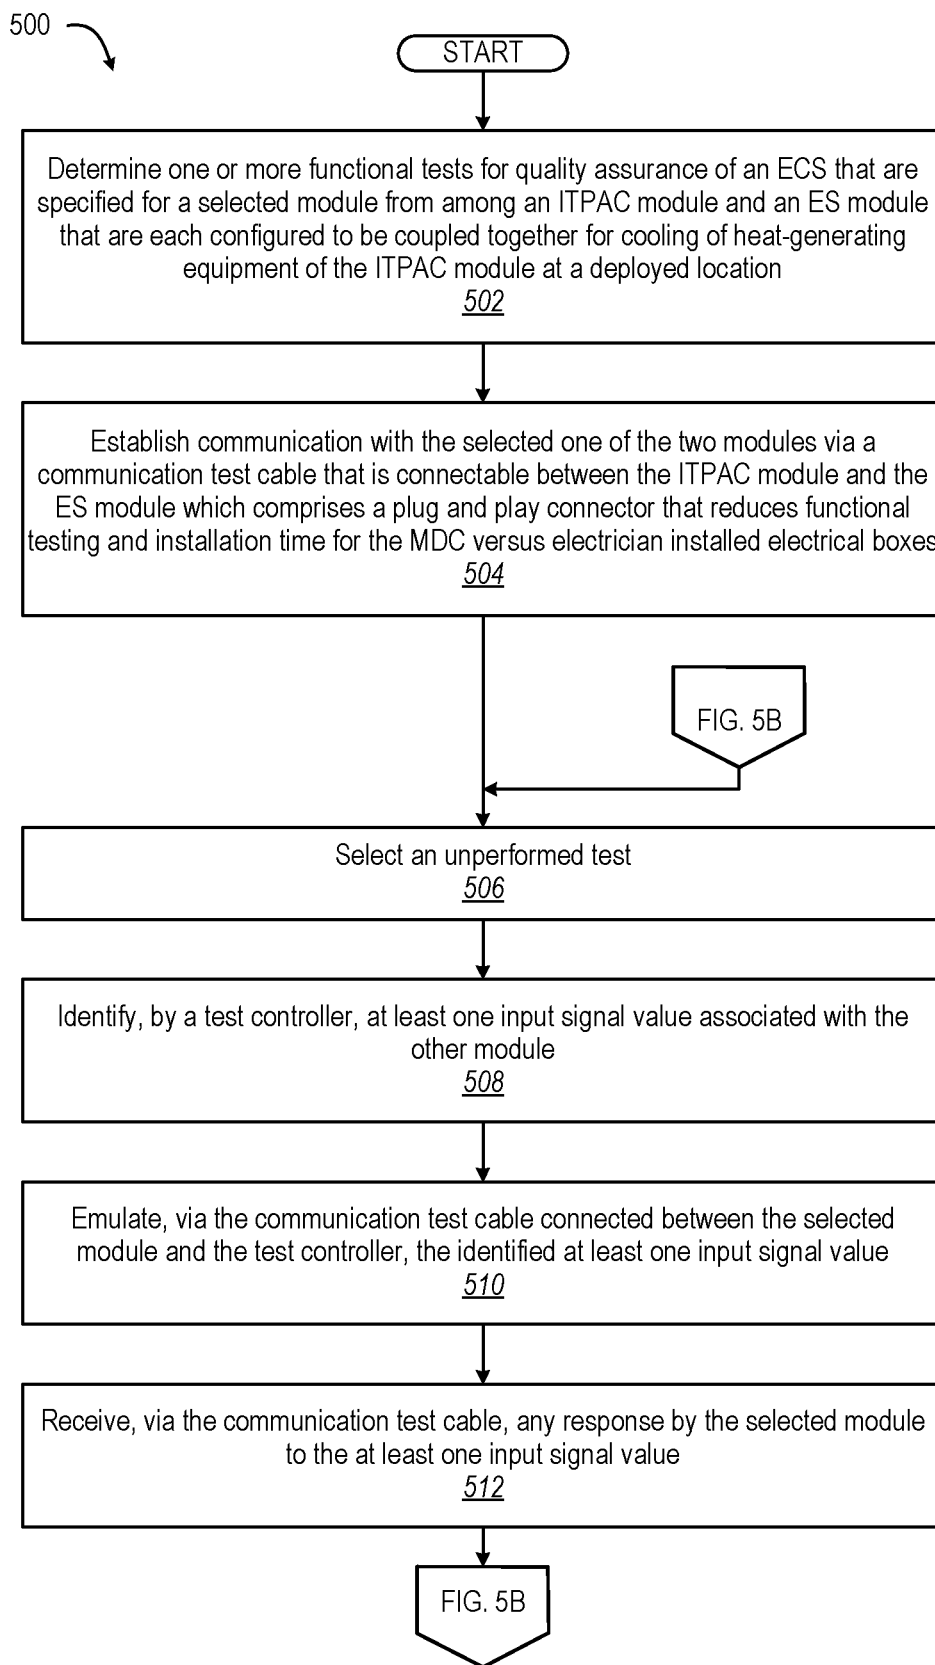 500
START
Determine one or more functional tests for quality assurance of an ECS that are
specified for a selected module from among an ITPAC module and an ES module
that are each configured to be coupled together for cooling of heat-generating
equipment of the ITPAC module at a deployed location
502
Establish communication with the selected one of the two modules via a
communication test cable that is connectable between the ITPAC module and the
ES module which comprises a plug and play connector that reduces functional
testing and installation time for the MDC versus electrician installed electrical boxes
504
FIG. 5B
Select an unperformed test
506
Identify, by a test controller, at least one input signal value associated with the
other module
508
Emulate, via the communication test cable connected between the selected
module and the test controller, the identified at least one input signal value
510
Receive, via the communication test cable, any response by the selected module
to the at least one input signal value
512
FIG. 5B